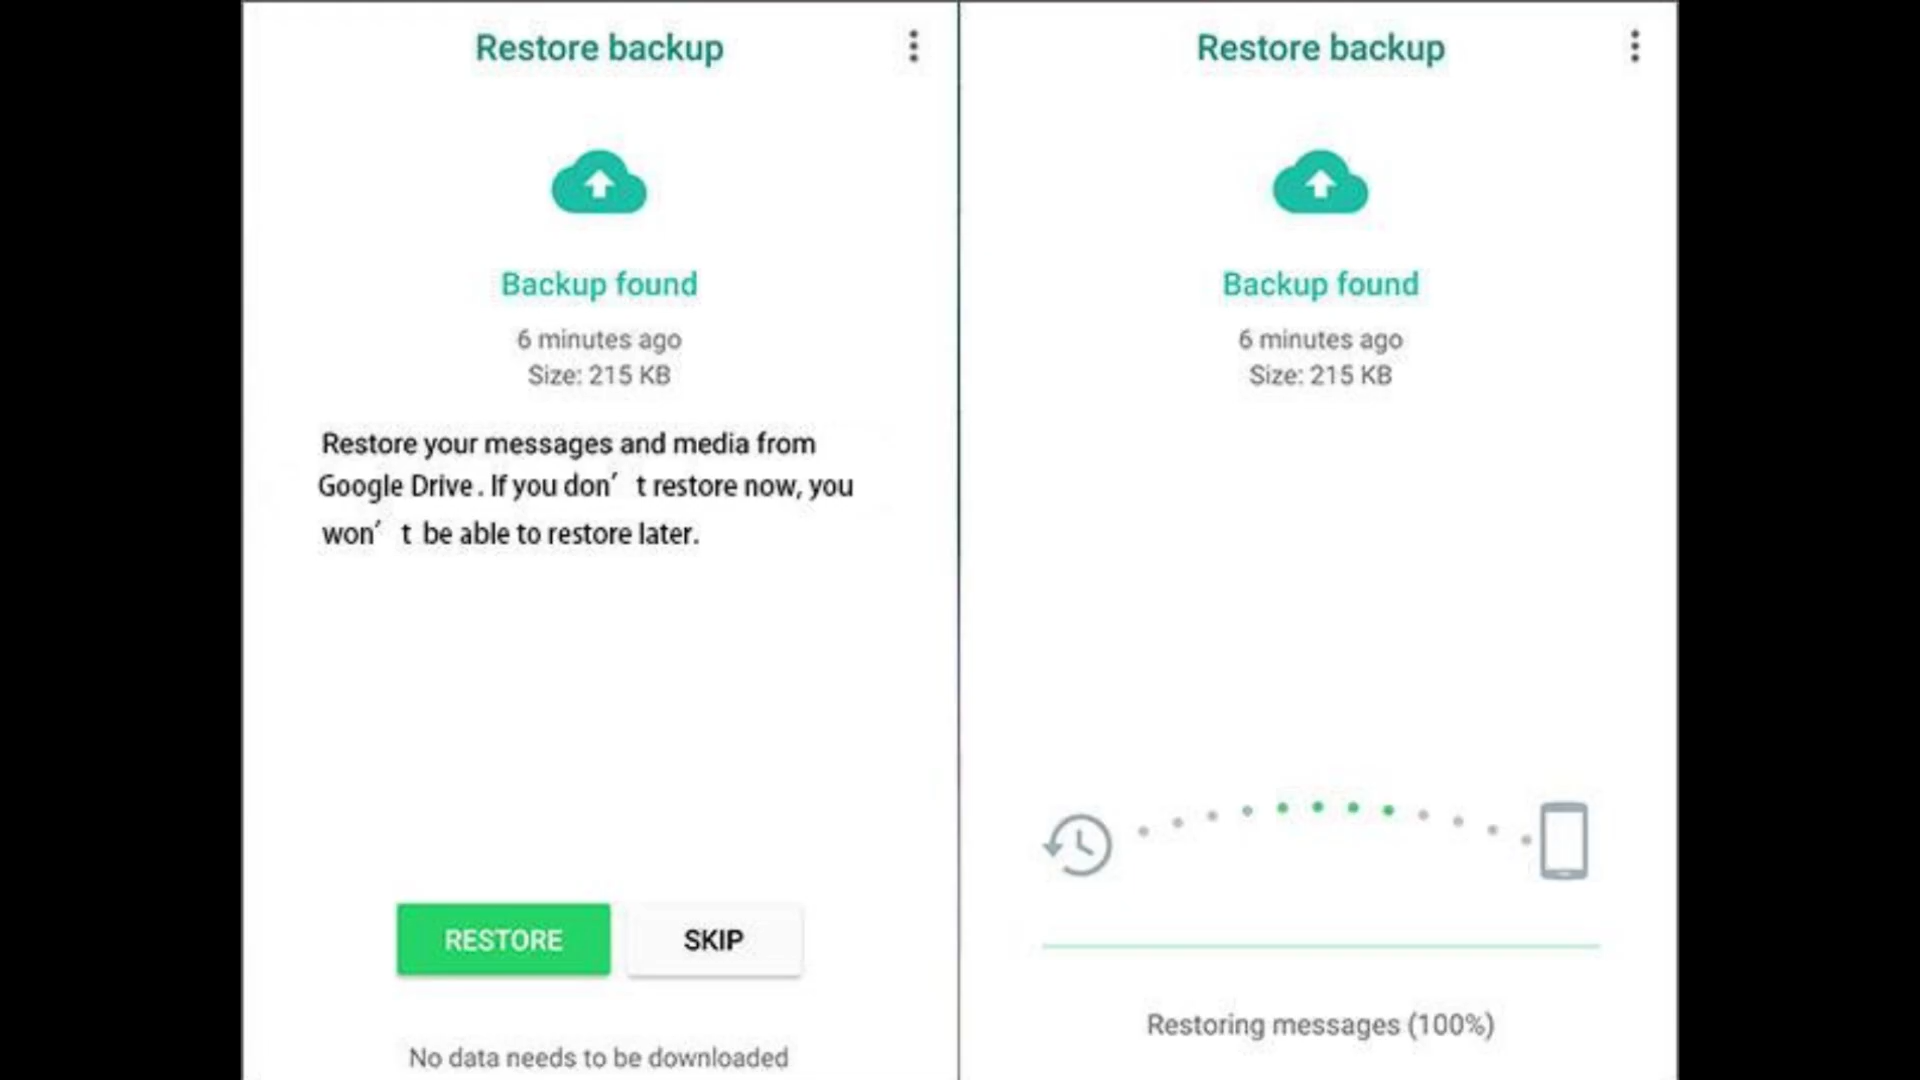 Restore backup
Backup found
6 minutes ago
Size: 215 KB
Restore your messages and media from
Google Drive. If you don’t restore now, you
won’t be able to restore later.
RESTORE
SKIP
No data needs to be downloaded
Restore backup
Backup found
6 minutes ago
Size: 215 KB
Restoring messages (100%)